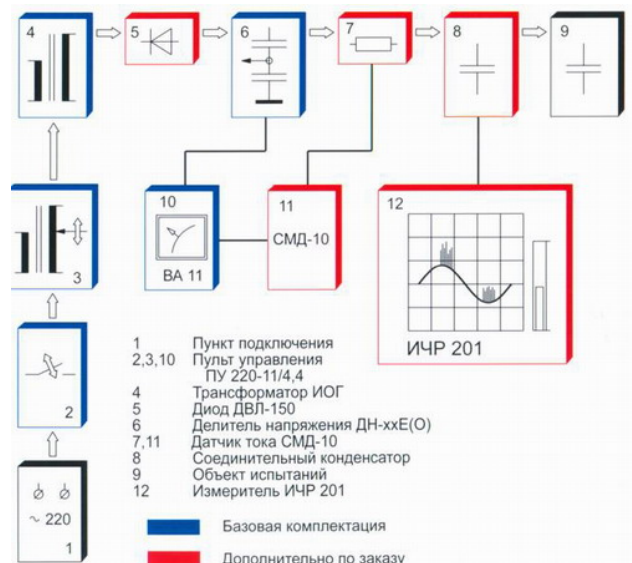 4
5
6
7
8
9
10
ВА 11
11
СМД-10
12
ИЧР 201
3
2
~ 220
1
1 Пункт подключения
2,3,10 Пульт управления
ПУ 220-11/4,4
4 Трансформатор ИОГ
5 Диод ДВЛ-150
6 Делитель напряжения ДН-ххЕ(О)
7,11 Датчик тока СМД-10
8 Соединительный конденсатор
9 Объект испытаний
12 Измеритель ИЧР 201
Базовая комплектация
Дополнительно по заказу